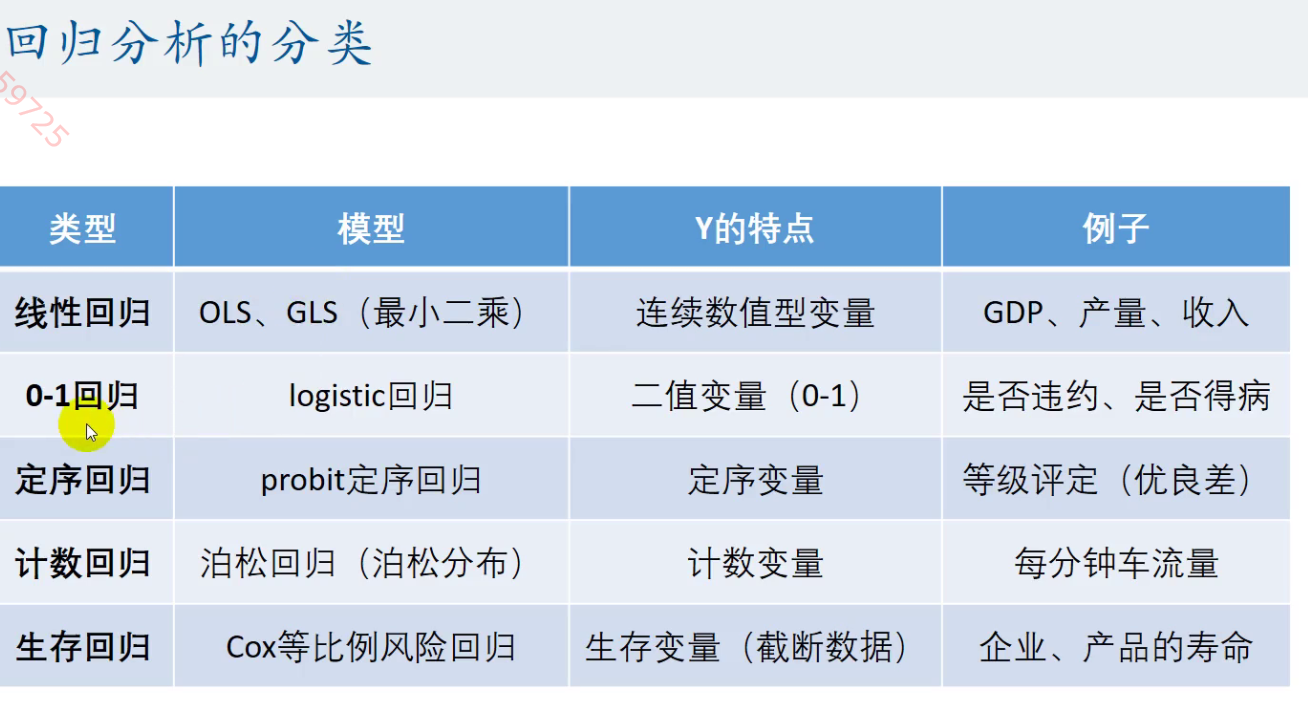 回归分析的分类
59725
类型 模型 Y的特点 例子
线性回归 OLS、GLS（最小二乘） 连续数值型变量 GDP、产量、收入
0-1回归 logistic回归 二值变量（0-1） 是否违约、是否得病
定序回归 probit定序回归 定序变量 等级评定（优良差）
计数回归 泊松回归（泊松分布） 计数变量 每分钟车流量
生存回归 Cox等比例风险回归 生存变量（截断数据） 企业、产品的寿命